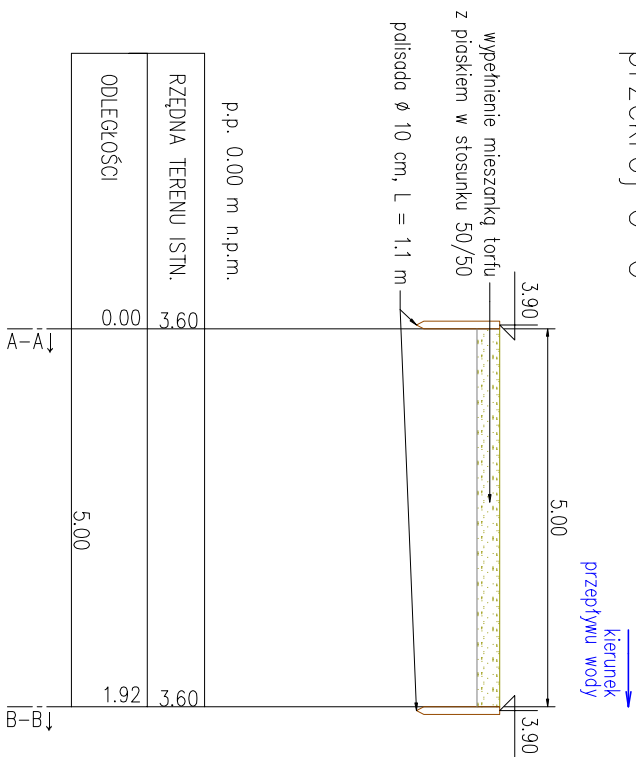 kierunek
przepływu wody
5.00
3.90
3.90
wypełnienie mieszanką torfu
z piaskiem w stosunku 50/50
palisada ø 10 cm, L = 1.1 m
p.p. 0.00 m n.p.m.
RZĘDNA TERENU ISTN.
3.60
3.60
ODLEGŁOŚCI
0.00
5.00
1.92
A-A
B-B